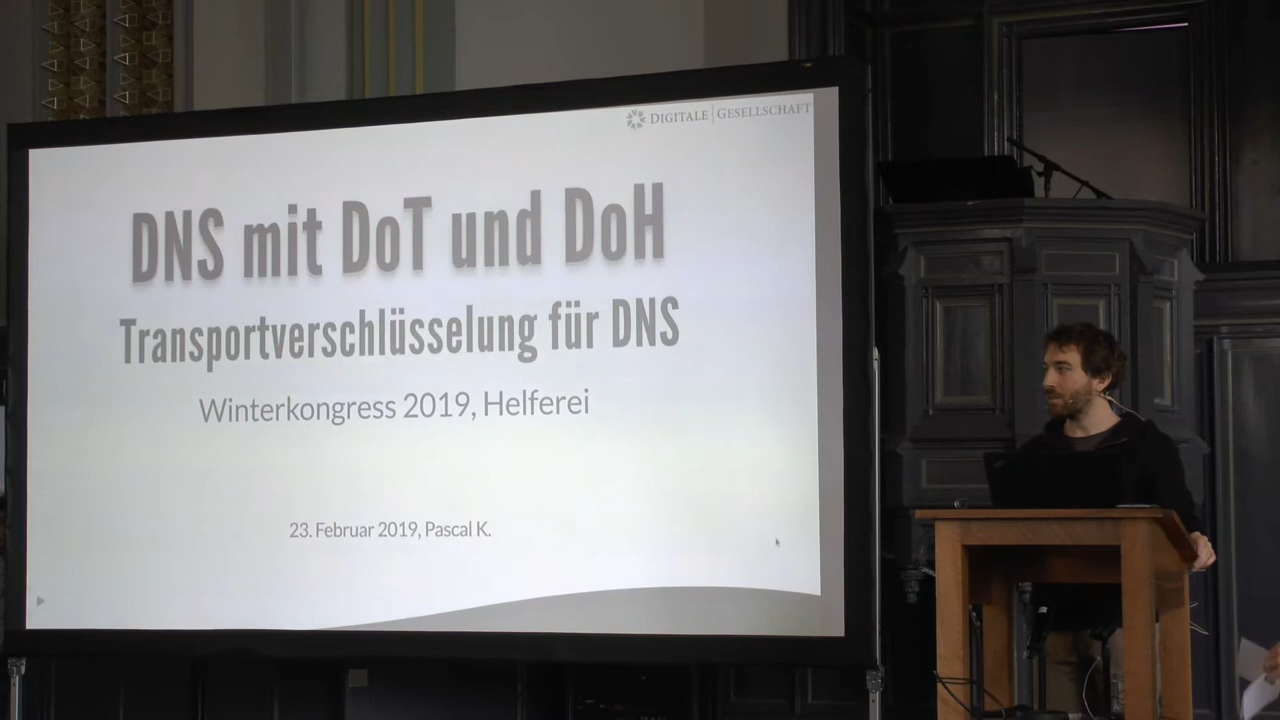 DIGITALE GESELLSCHAFT
DNS mit DoT und DoH
Transportverschlüsselung für DNS
Winterkongress 2019, Helferei
23. Februar 2019, Pascal K.